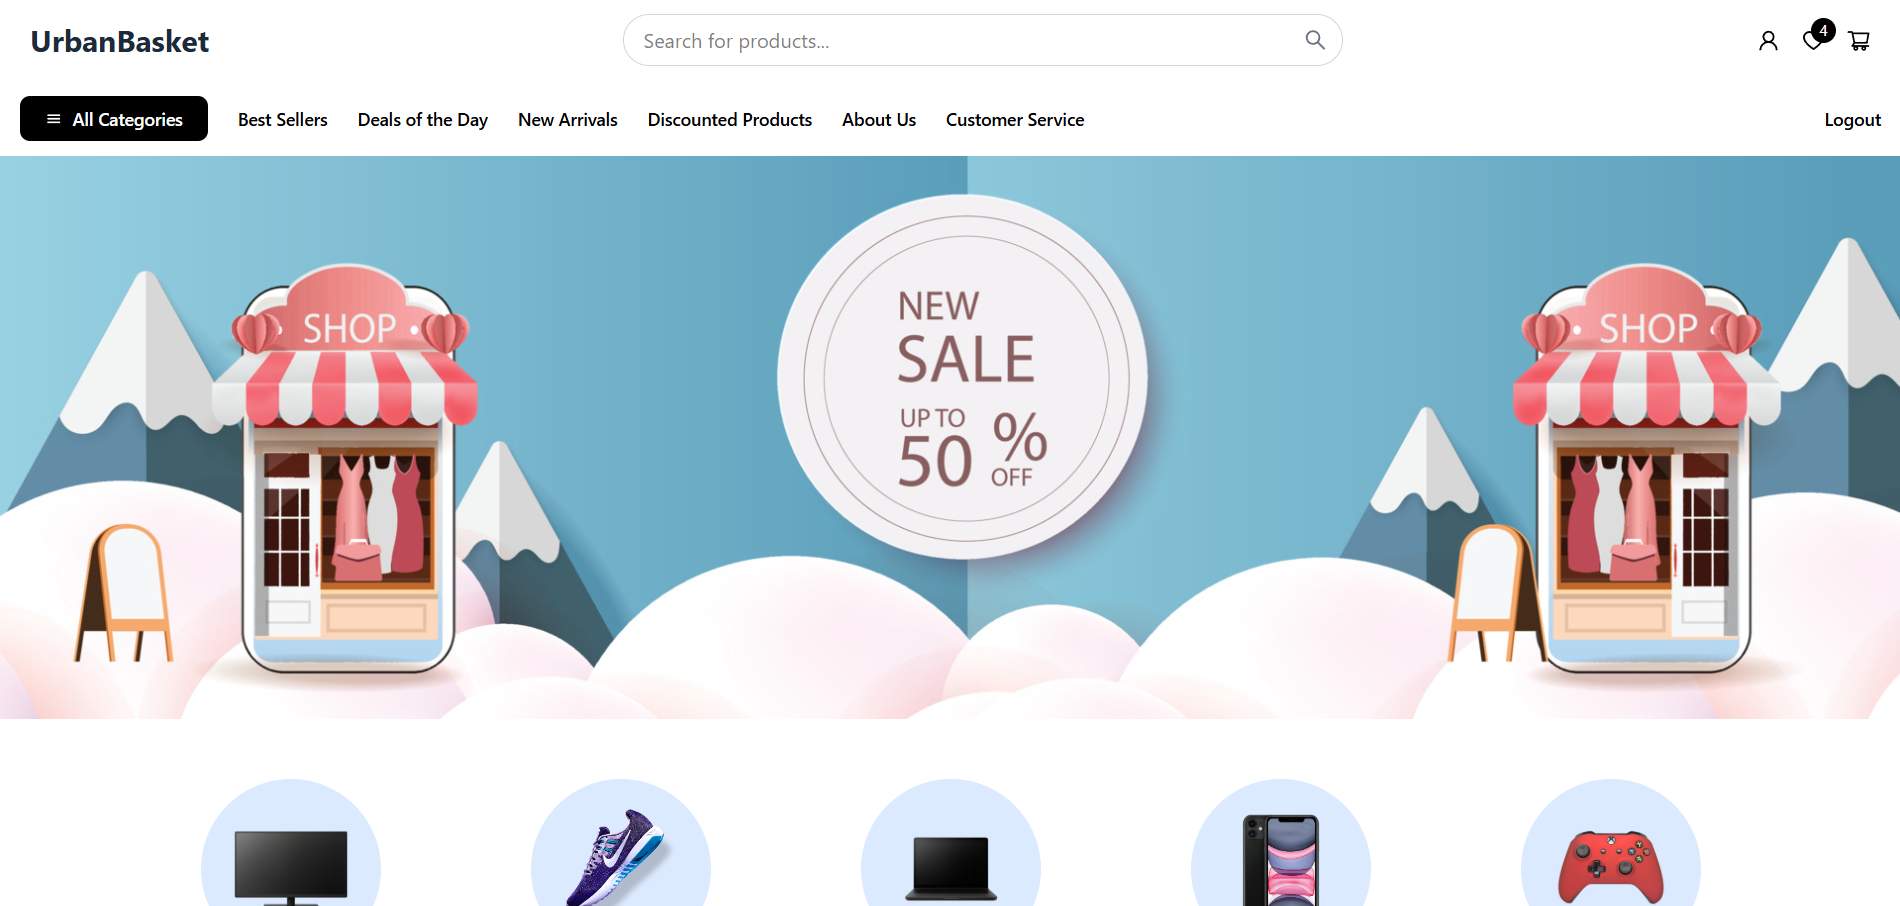 UrbanBasket
Search for products...
4
All Categories
Best Sellers
Deals of the Day
New Arrivals
Discounted Products
About Us
Customer Service
Logout
NEW
SALE
UP TO
50 %
OFF
SHOP
SHOP